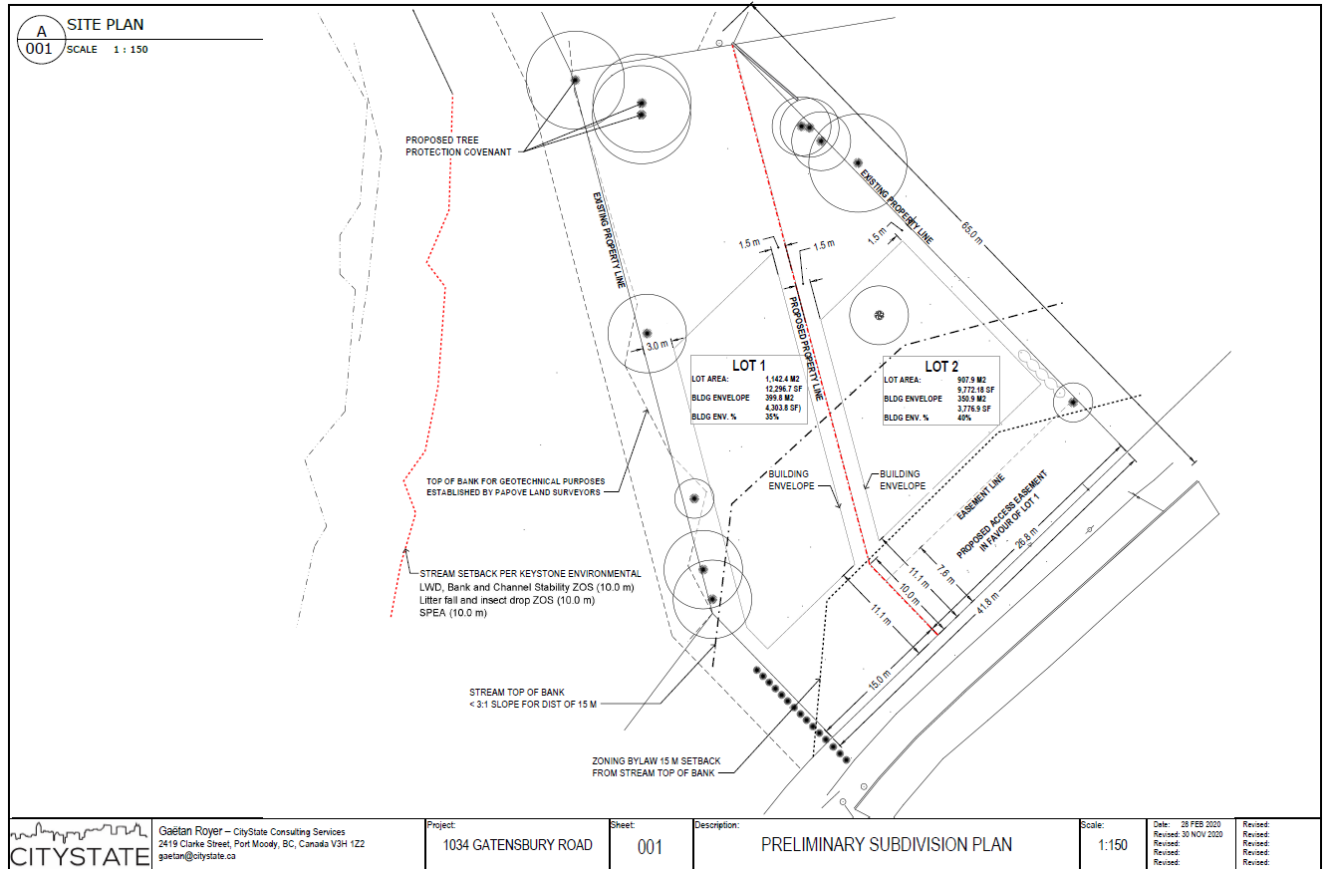 A
001
SITE PLAN
SCALE 1 : 150
PROPOSED TREE
PROTECTION COVENANT
EXISTING PROPERTY LINE
EXISTING PROPERTY LINE
65.0 m
1.5 m
1.5 m
1.5 m
PROPOSED PROPERTY LINE
3.0 m
LOT 1
LOT AREA: 1,142.4 M2
12,296.7 SF
BLDG ENVELOPE 399.8 M2
4,303.8 SF)
BLDG ENV. % 35%
LOT 2
LOT AREA: 907.9 M2
9,772.18 SF
BLDG ENVELOPE 350.9 M2
3,776.9 SF
BLDG ENV. % 40%
TOP OF BANK FOR GEOTECHNICAL PURPOSES
ESTABLISHED BY PAPOVE LAND SURVEYORS
BUILDING
ENVELOPE
BUILDING
ENVELOPE
EASEMENT LINE
PROPOSED ACCESS EASEMENT
IN FAVOUR OF LOT 1
26.8 m
7.6 m
11.1 m
10.0 m
41.8 m
11.1 m
15.0 m
STREAM SETBACK PER KEYSTONE ENVIRONMENTAL
LWD, Bank and Channel Stability ZOS (10.0 m)
Litter fall and insect drop ZOS (10.0 m)
SPEA (10.0 m)
STREAM TOP OF BANK
< 3:1 SLOPE FOR DIST OF 15 M
ZONING BYLAW 15 M SETBACK
FROM STREAM TOP OF BANK
CITYSTATE
Gaëtan Royer – CityState Consulting Services
2419 Clarke Street, Port Moody, BC, Canada V3H 1Z2
gaetan@citystate.ca
Project:
1034 GATENSBURY ROAD
Sheet:
001
Description:
PRELIMINARY SUBDIVISION PLAN
Scale:
1:150
Date: 28 FEB 2020
Revised: 30 NOV 2020
Revised:
Revised:
Revised:
Revised:
Revised:
Revised:
Revised:
Revised: